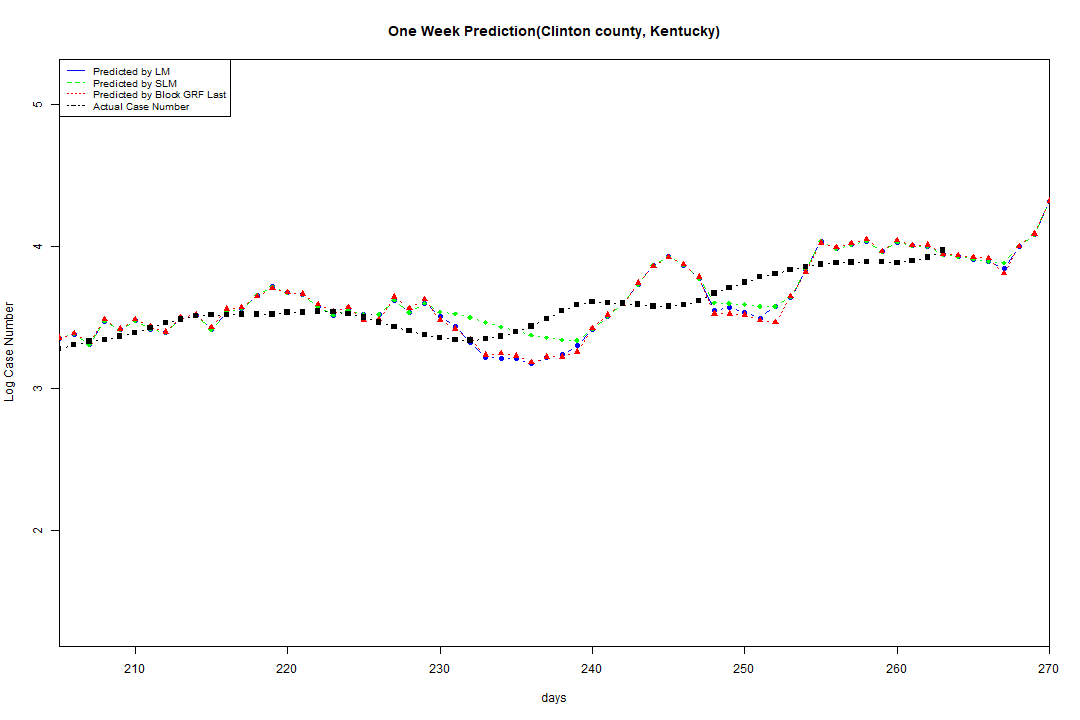 One Week Prediction(Clinton county, Kentucky)
Predicted by LM
Predicted by SLM
Predicted by Block GRF Last
Actual Case Number
5
4
3
2
Log Case Number
210 220 230 240 250 260 270
days